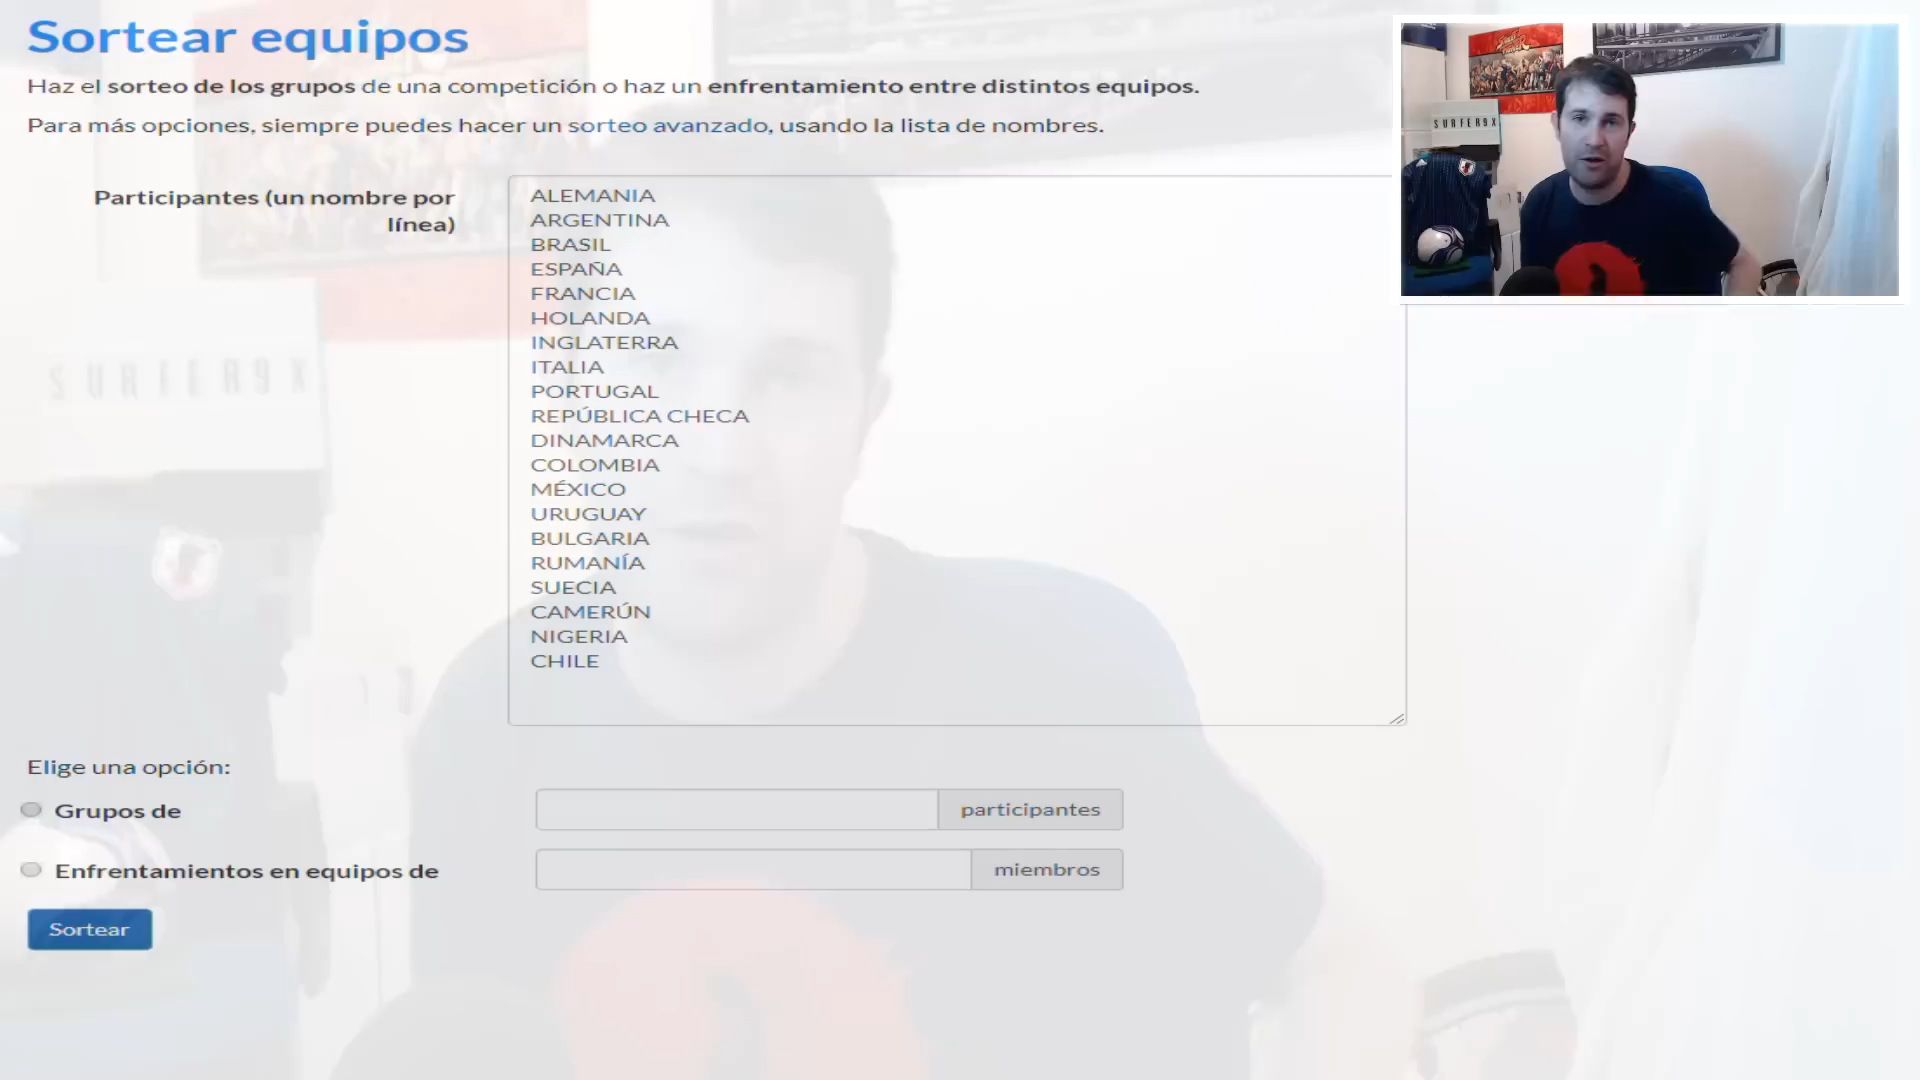 Sortear equipos
Haz el sorteo de los grupos de una competición o haz un enfrentamiento entre distintos equipos.
Para más opciones, siempre puedes hacer un sorteo avanzado, usando la lista de nombres.
Participantes (un nombre por
línea)
ALEMANIA
ARGENTINA
BRASIL
ESPAÑA
FRANCIA
HOLANDA
INGLATERRA
ITALIA
PORTUGAL
REPÚBLICA CHECA
DINAMARCA
COLOMBIA
MÉXICO
URUGUAY
BULGARIA
RUMANÍA
SUECIA
CAMERÚN
NIGERIA
CHILE
Elige una opción:
Grupos de
participantes
Enfrentamientos en equipos de
miembros
Sortear
SURFER9X
SURFER9X